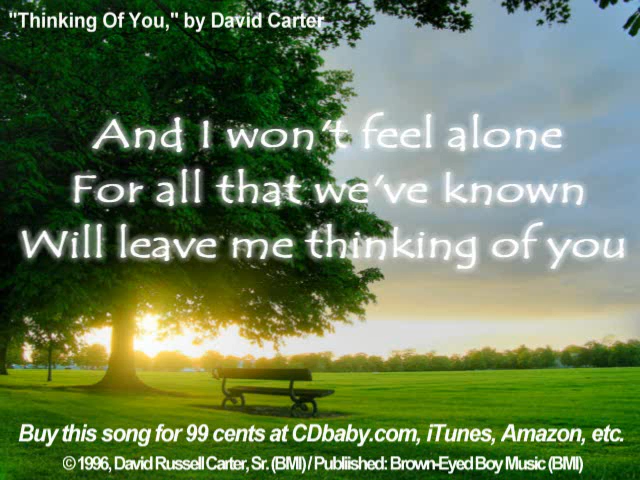 "Thinking Of You," by David Carter
And I won't feel alone
For all that we've known
Will leave me thinking of you
Buy this song for 99 cents at CDbaby.com, iTunes, Amazon, etc.
© 1996, David Russell Carter, Sr. (BMI) / Publiished: Brown-Eyed Boy Music (BMI)